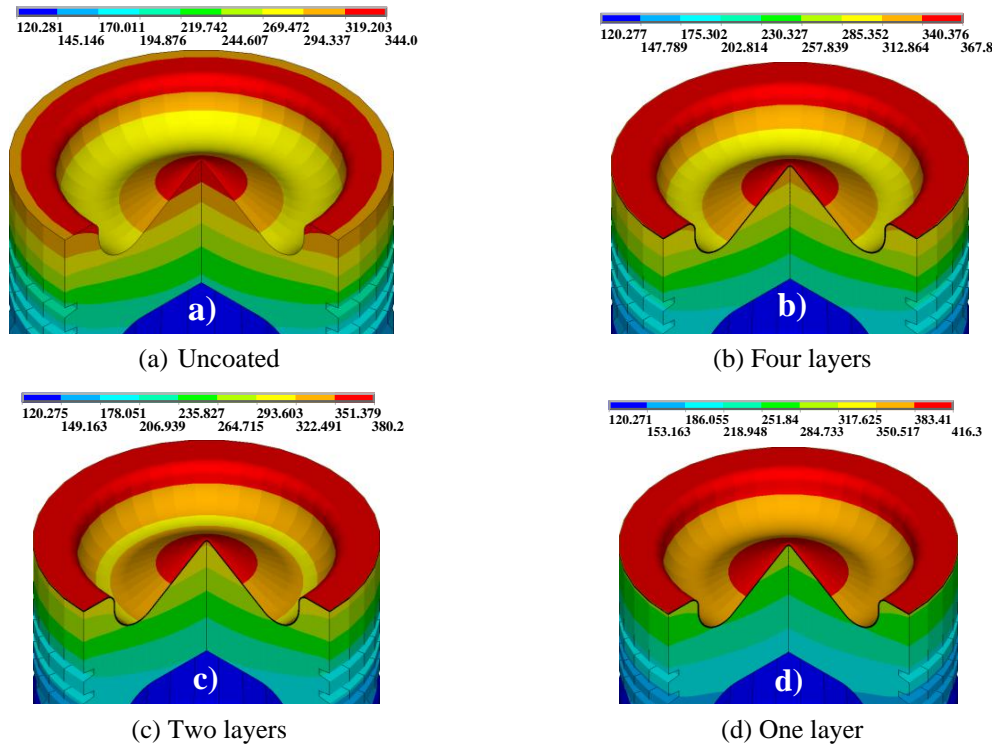 120.281 170.011 219.742 269.472 319.203
145.146 194.876 244.607 294.337 344.0
a)
(a) Uncoated
120.277 175.302 230.327 285.352 340.376
147.789 202.814 257.839 312.864 367.8
b)
(b) Four layers
120.275 178.051 235.827 293.603 351.379
149.163 206.939 264.715 322.491 380.2
c)
(c) Two layers
120.271 186.055 251.84 317.625 383.41
153.163 218.948 284.733 350.517 416.3
d)
(d) One layer